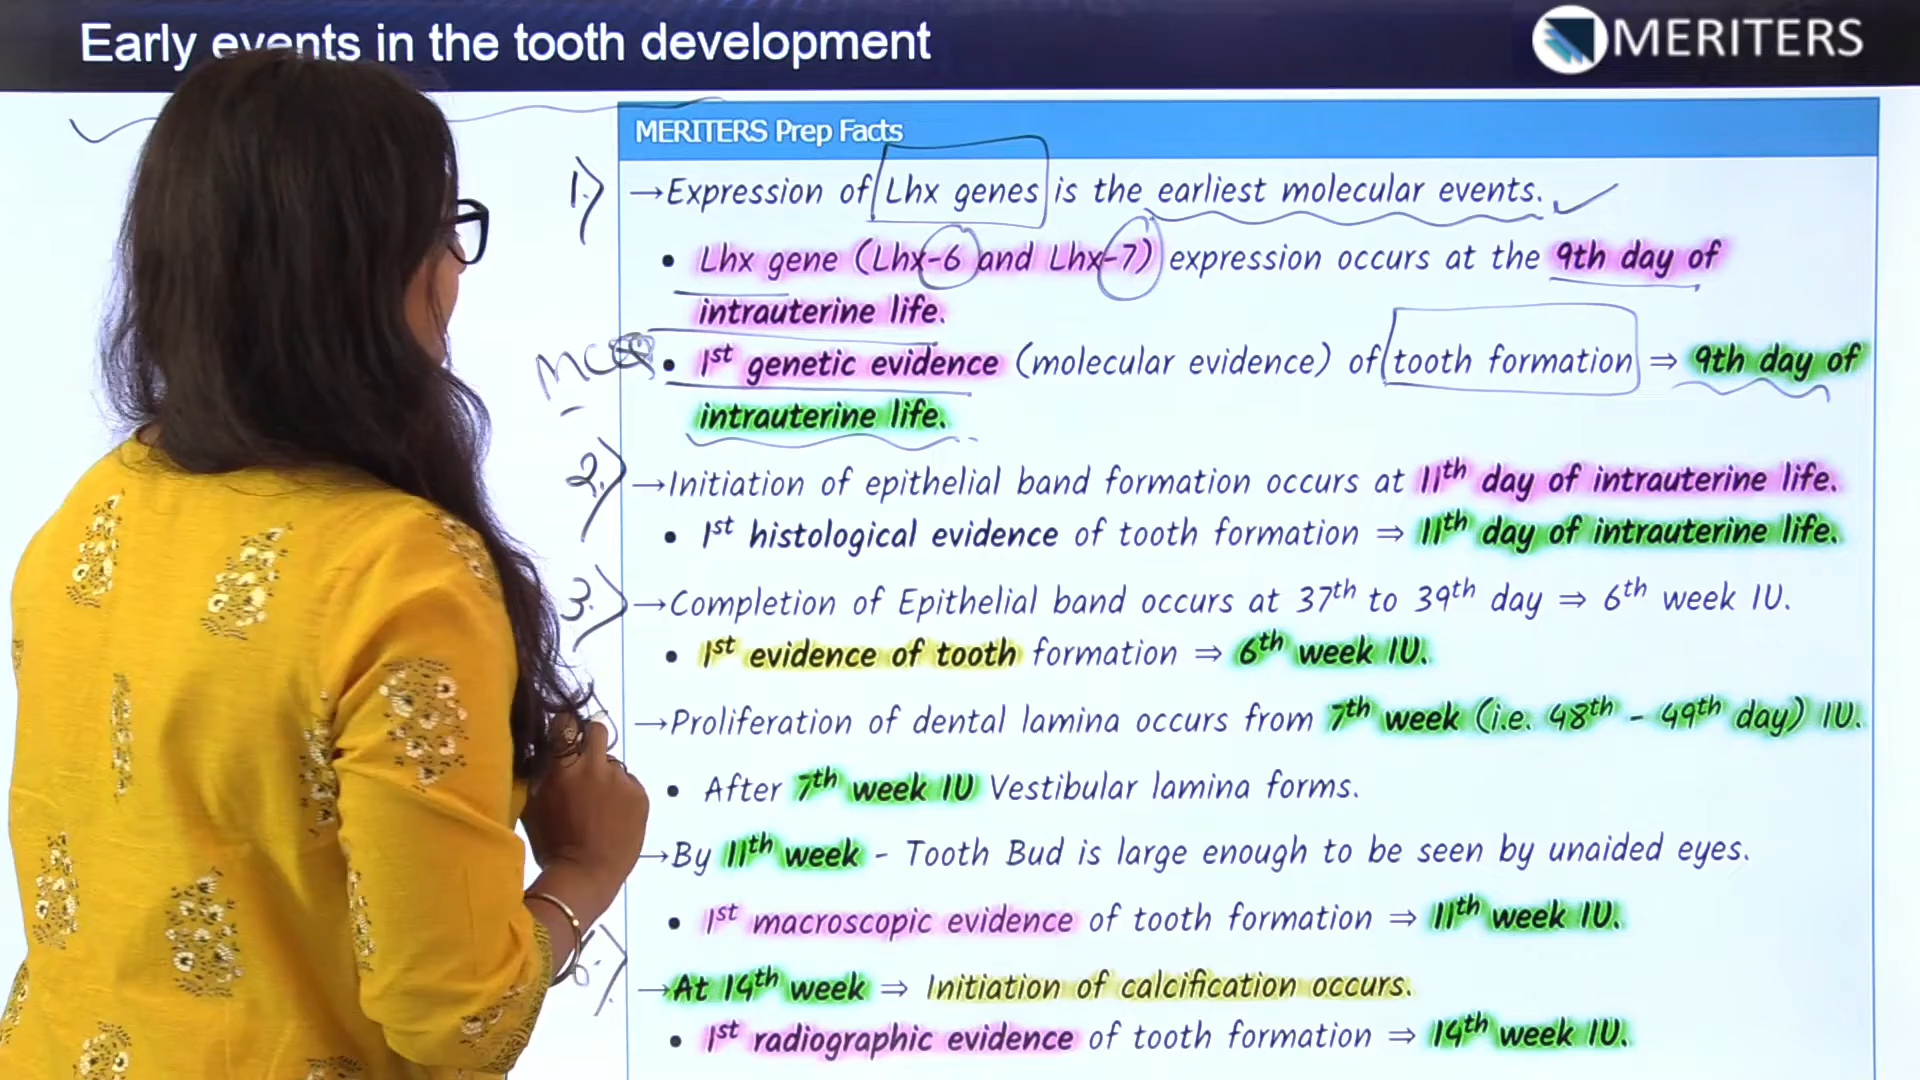 Early events in the tooth development
MERITERS
MERITERS Prep Facts
1.) →Expression of Lhx genes is the earliest molecular events.
• Lhx gene (Lhx-6 and Lhx-7) expression occurs at the 9th day of
intrauterine life.
MCQ • 1st genetic evidence (molecular evidence) of tooth formation ⇒ 9th day of
intrauterine life.
2.) →Initiation of epithelial band formation occurs at 11th day of intrauterine life.
• 1st histological evidence of tooth formation ⇒ 11th day of intrauterine life.
3.) →Completion of Epithelial band occurs at 37th to 39th day ⇒ 6th week IU.
• 1st evidence of tooth formation ⇒ 6th week IU.
→Proliferation of dental lamina occurs from 7th week (i.e. 48th - 49th day) IU.
• After 7th week IU Vestibular lamina forms.
→By 11th week - Tooth Bud is large enough to be seen by unaided eyes.
• 1st macroscopic evidence of tooth formation ⇒ 11th week IU.
6.) →At 14th week ⇒ Initiation of calcification occurs.
• 1st radiographic evidence of tooth formation ⇒ 14th week IU.